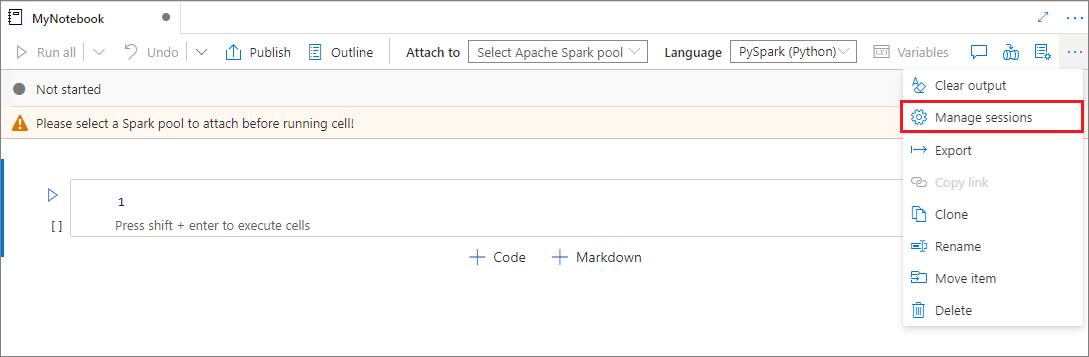 MyNotebook
Run all Undo Publish Outline Attach to Select Apache Spark pool Language PySpark (Python) Variables
Not started
Please select a Spark pool to attach before running cell!
1
[ ] Press shift + enter to execute cells
Code Markdown
Clear output
Manage sessions
Export
Copy link
Clone
Rename
Move item
Delete